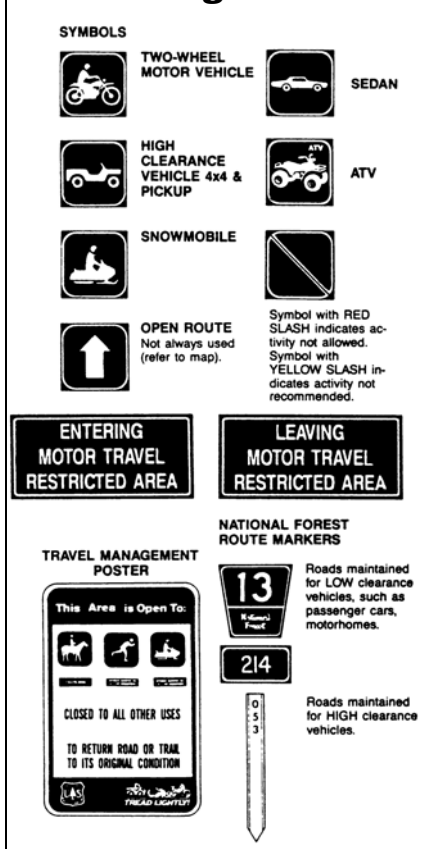 SYMBOLS
TWO-WHEEL
MOTOR VEHICLE
SEDAN
HIGH
CLEARANCE
VEHICLE 4x4 &
PICKUP
ATV
ATV
SNOWMOBILE
OPEN ROUTE
Not always used
(refer to map).
Symbol with RED
SLASH indicates ac-
tivity not allowed.
Symbol with
YELLOW SLASH in-
dicates activity not
recommended.
ENTERING
MOTOR TRAVEL
RESTRICTED AREA
LEAVING
MOTOR TRAVEL
RESTRICTED AREA
TRAVEL MANAGEMENT
POSTER
This Area is Open To:
CLOSED TO ALL OTHER USES
TO RETURN ROAD OR TRAIL
TO ITS ORIGINAL CONDITION
TREAD LIGHTLY!
NATIONAL FOREST
ROUTE MARKERS
13
National
Forest
Roads maintained
for LOW clearance
vehicles, such as
passenger cars,
motorhomes.
214
0
5
3
Roads maintained
for HIGH clearance
vehicles.